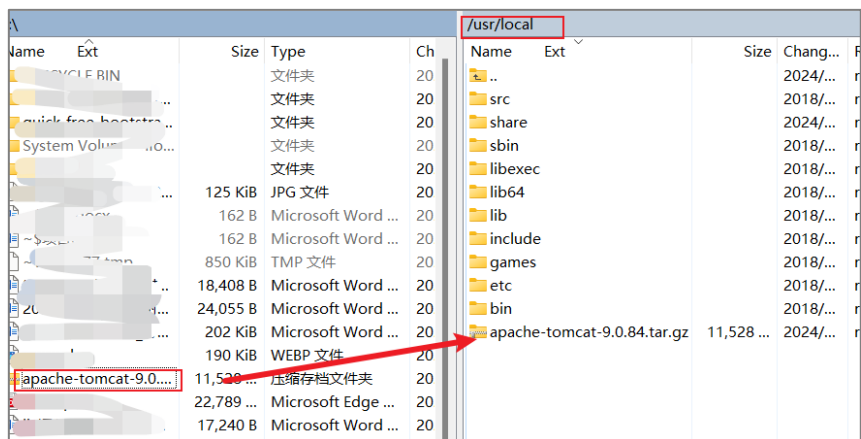 :\ /usr/local
Name Ext Size Type Ch Name Ext Size Chang...
CYCLE BIN 文件夹 20 .. 2024/...
... 文件夹 20 src 2018/...
quick-free-bootstra... 文件夹 20 share 2024/...
System Volu 文件夹 20 sbin 2018/...
文件夹 20 libexec 2018/...
... 125 KiB JPG 文件 20 lib64 2018/...
162 B Microsoft Word ... 20 lib 2018/...
~$ 162 B Microsoft Word ... 20 include 2018/...
850 KiB TMP 文件 20 games 2018/...
18,408 B Microsoft Word ... 20 etc 2018/...
20 24,055 B Microsoft Word ... 20 bin 2018/...
... 202 KiB Microsoft Word ... 20 apache-tomcat-9.0.84.tar.gz 11,528 ... 2024/...
190 KiB WEBP 文件 20
apache-tomcat-9.0.... 11,528 ... 压缩存档文件夹 20
22,789 ... Microsoft Edge ... 20
17,240 B Microsoft Word ... 20